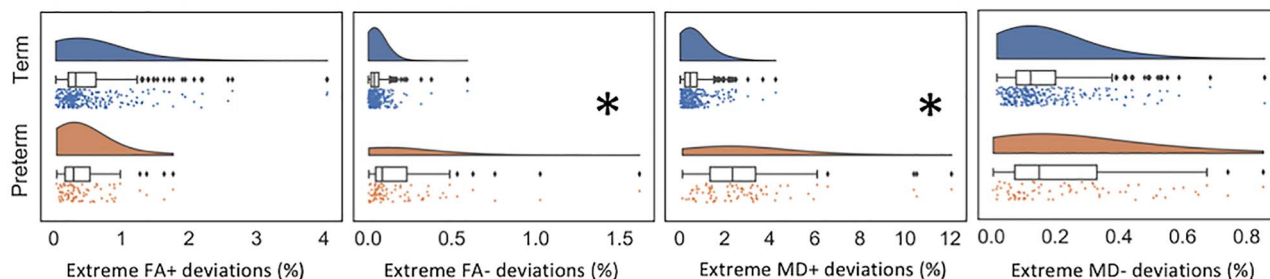 Term
Preterm
*
*
0 1 2 3 4
0.0 0.5 1.0 1.5
0 2 4 6 8 10 12
0.0 0.2 0.4 0.6 0.8
Extreme FA+ deviations (%)
Extreme FA- deviations (%)
Extreme MD+ deviations (%)
Extreme MD- deviations (%)